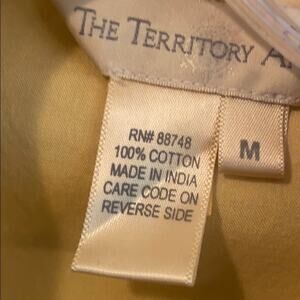 THE TERRITORY
M
RN# 88748
100% COTTON
MADE IN INDIA
CARE CODE ON
REVERSE SIDE